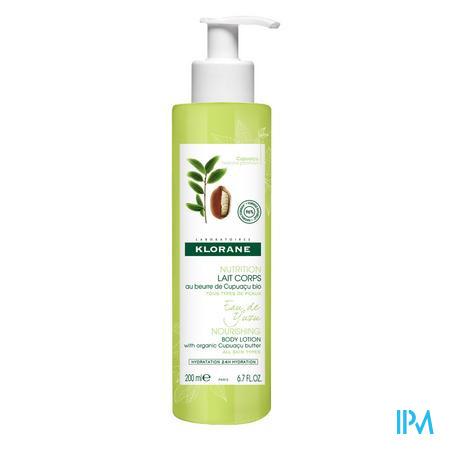 Cupuaçu
LABORATOIRES
KLORANE
NUTRITION
LAIT CORPS
au beurre de Cupuaçu bio
TOUS TYPES DE PEAUX
Eau de
Yuzu
NOURISHING
BODY LOTION
with organic Cupuaçu butter
ALL SKIN TYPES
HYDRATATION 24H HYDRATION
200 ml ℮ PARIS 6.7 FL.OZ.
IPM